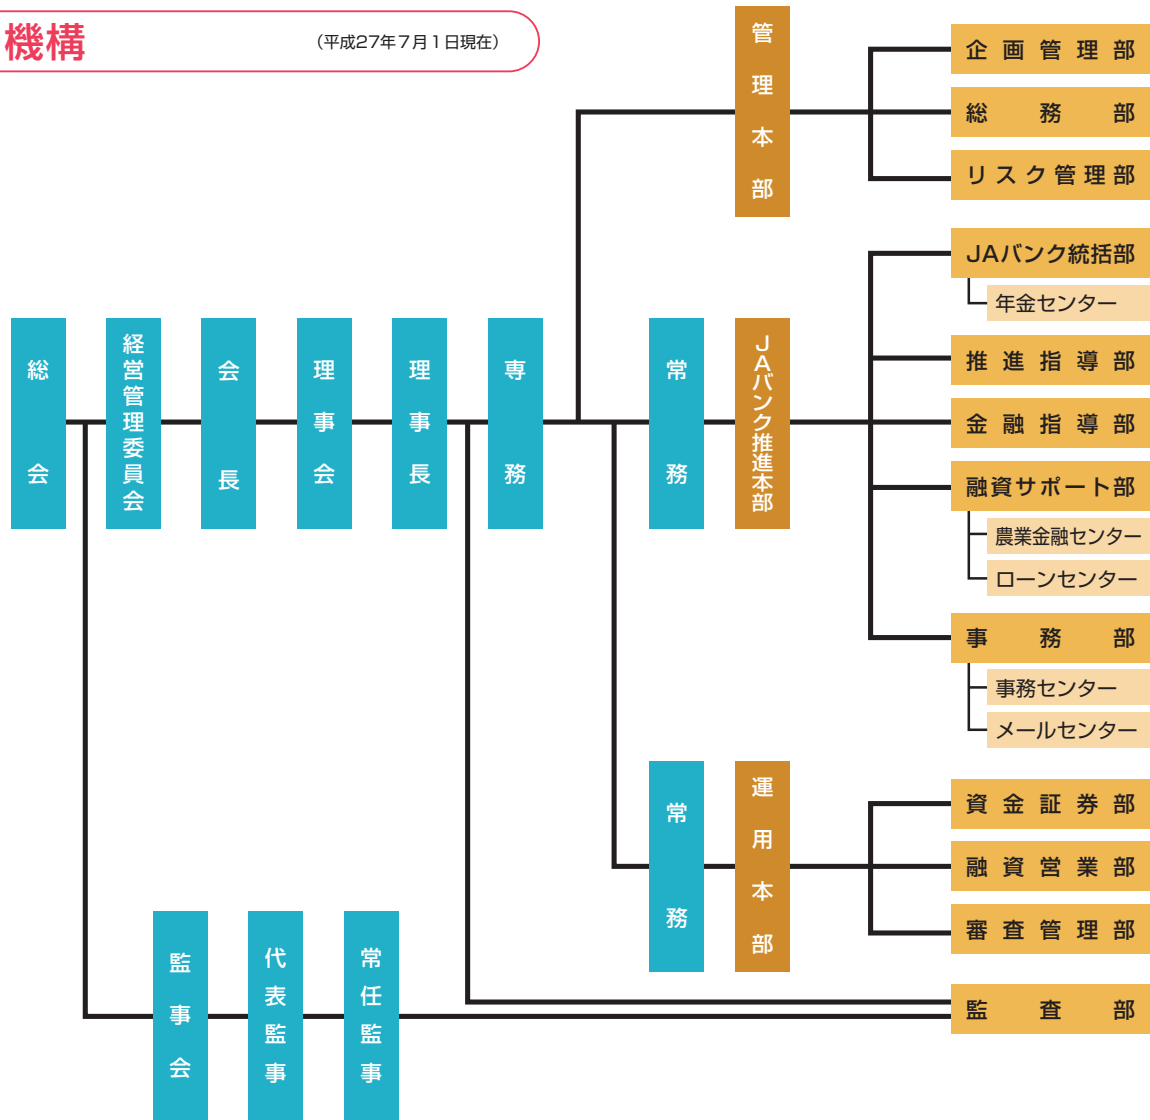 機構
（平成27年７月１日現在）
総会
経営管理委員会
会長
理事会
理事長
専務
管理本部
企画管理部
総務部
リスク管理部
常務
JAバンク推進本部
JAバンク統括部
年金センター
推進指導部
金融指導部
融資サポート部
農業金融センター
ローンセンター
事務部
事務センター
メールセンター
常務
運用本部
資金証券部
融資営業部
審査管理部
監事会
代表監事
常任監事
監査部